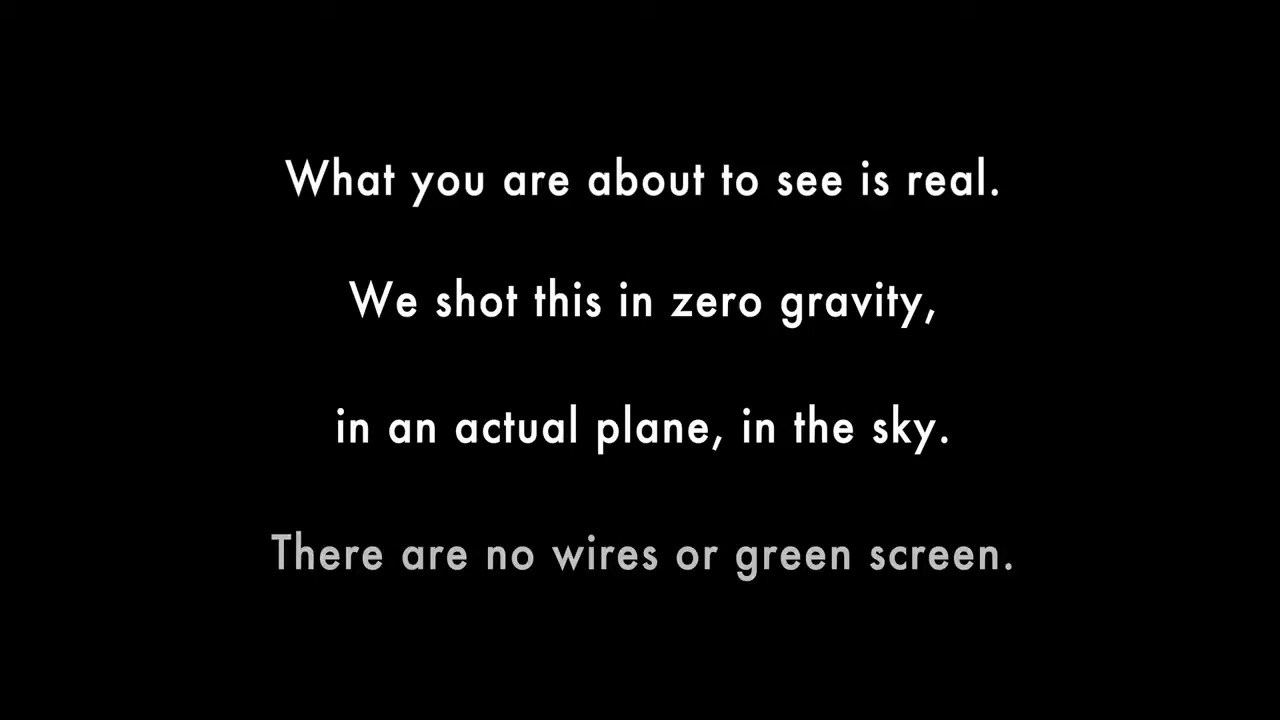 What you are about to see is real.
We shot this in zero gravity,
in an actual plane, in the sky.
There are no wires or green screen.